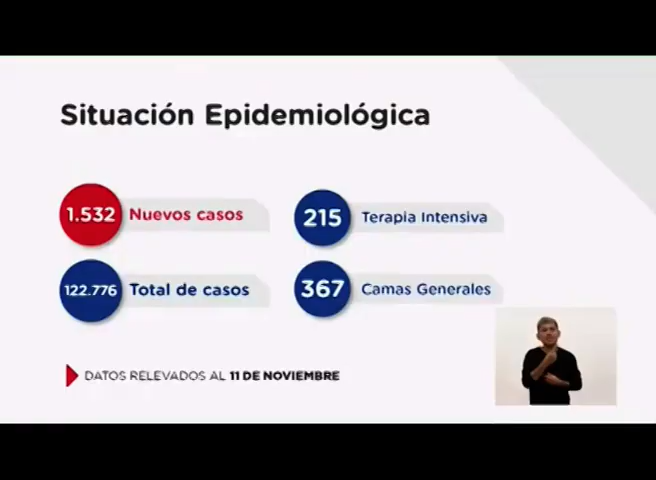 Situación Epidemiológica
1.532 Nuevos casos
215 Terapia Intensiva
122.776 Total de casos
367 Camas Generales
DATOS RELEVADOS AL 11 DE NOVIEMBRE